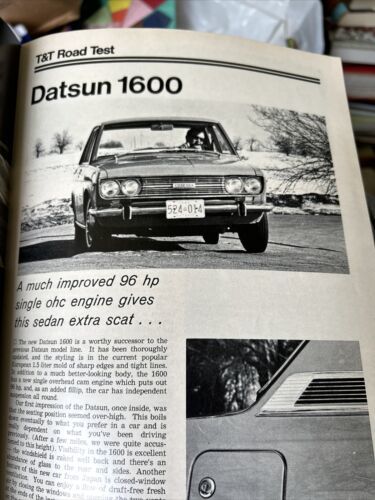 T&T Road Test
Datsun 1600
584-014
A much improved 96 hp
single ohc engine gives
this sedan extra scat . . .
The new Datsun 1600 is a worthy successor to the
previous Datsun model line. It has been thoroughly
updated, and the styling is in the current popular
European 1.5 liter mold of sharp edges and tight lines.
In addition to a much better-looking body, the 1600
has a new single overhead cam engine which puts out
96 hp, and, as an added fillip, the car has independent
suspension all round.
Our first impression of the Datsun, once inside, was
that the seating position seemed over-high. This boils
down eventually to what you prefer in a car and is
really dependent on what you've been driving
previously. (After a few miles, we were quite accus-
tomed to this height). Visibility in the 1600 is excellent
the windshield is raked well back and there's an
abundance of glass to the rear and sides. Another
feature of this new car from Japan is closed-window
ventilation. You can enjoy a flow of draft-free fresh
air by closing the windows and